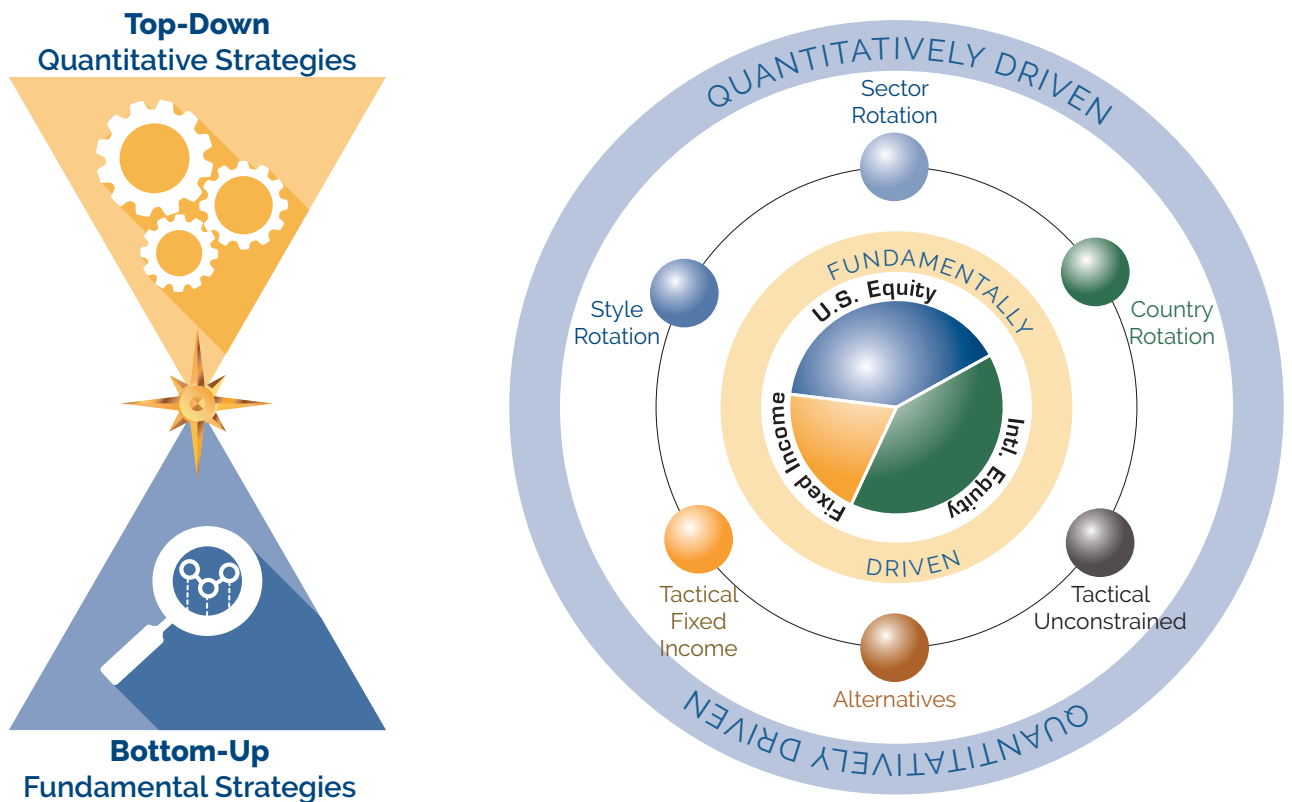 Top-Down
Quantitative Strategies
Bottom-Up
Fundamental Strategies
QUANTITATIVELY DRIVEN
Sector
Rotation
Style
Rotation
Country
Rotation
FUNDAMENTALLY
U.S. Equity
Fixed Income
Intl. Equity
DRIVEN
Tactical
Fixed
Income
Tactical
Unconstrained
Alternatives
QUANTITATIVELY DRIVEN